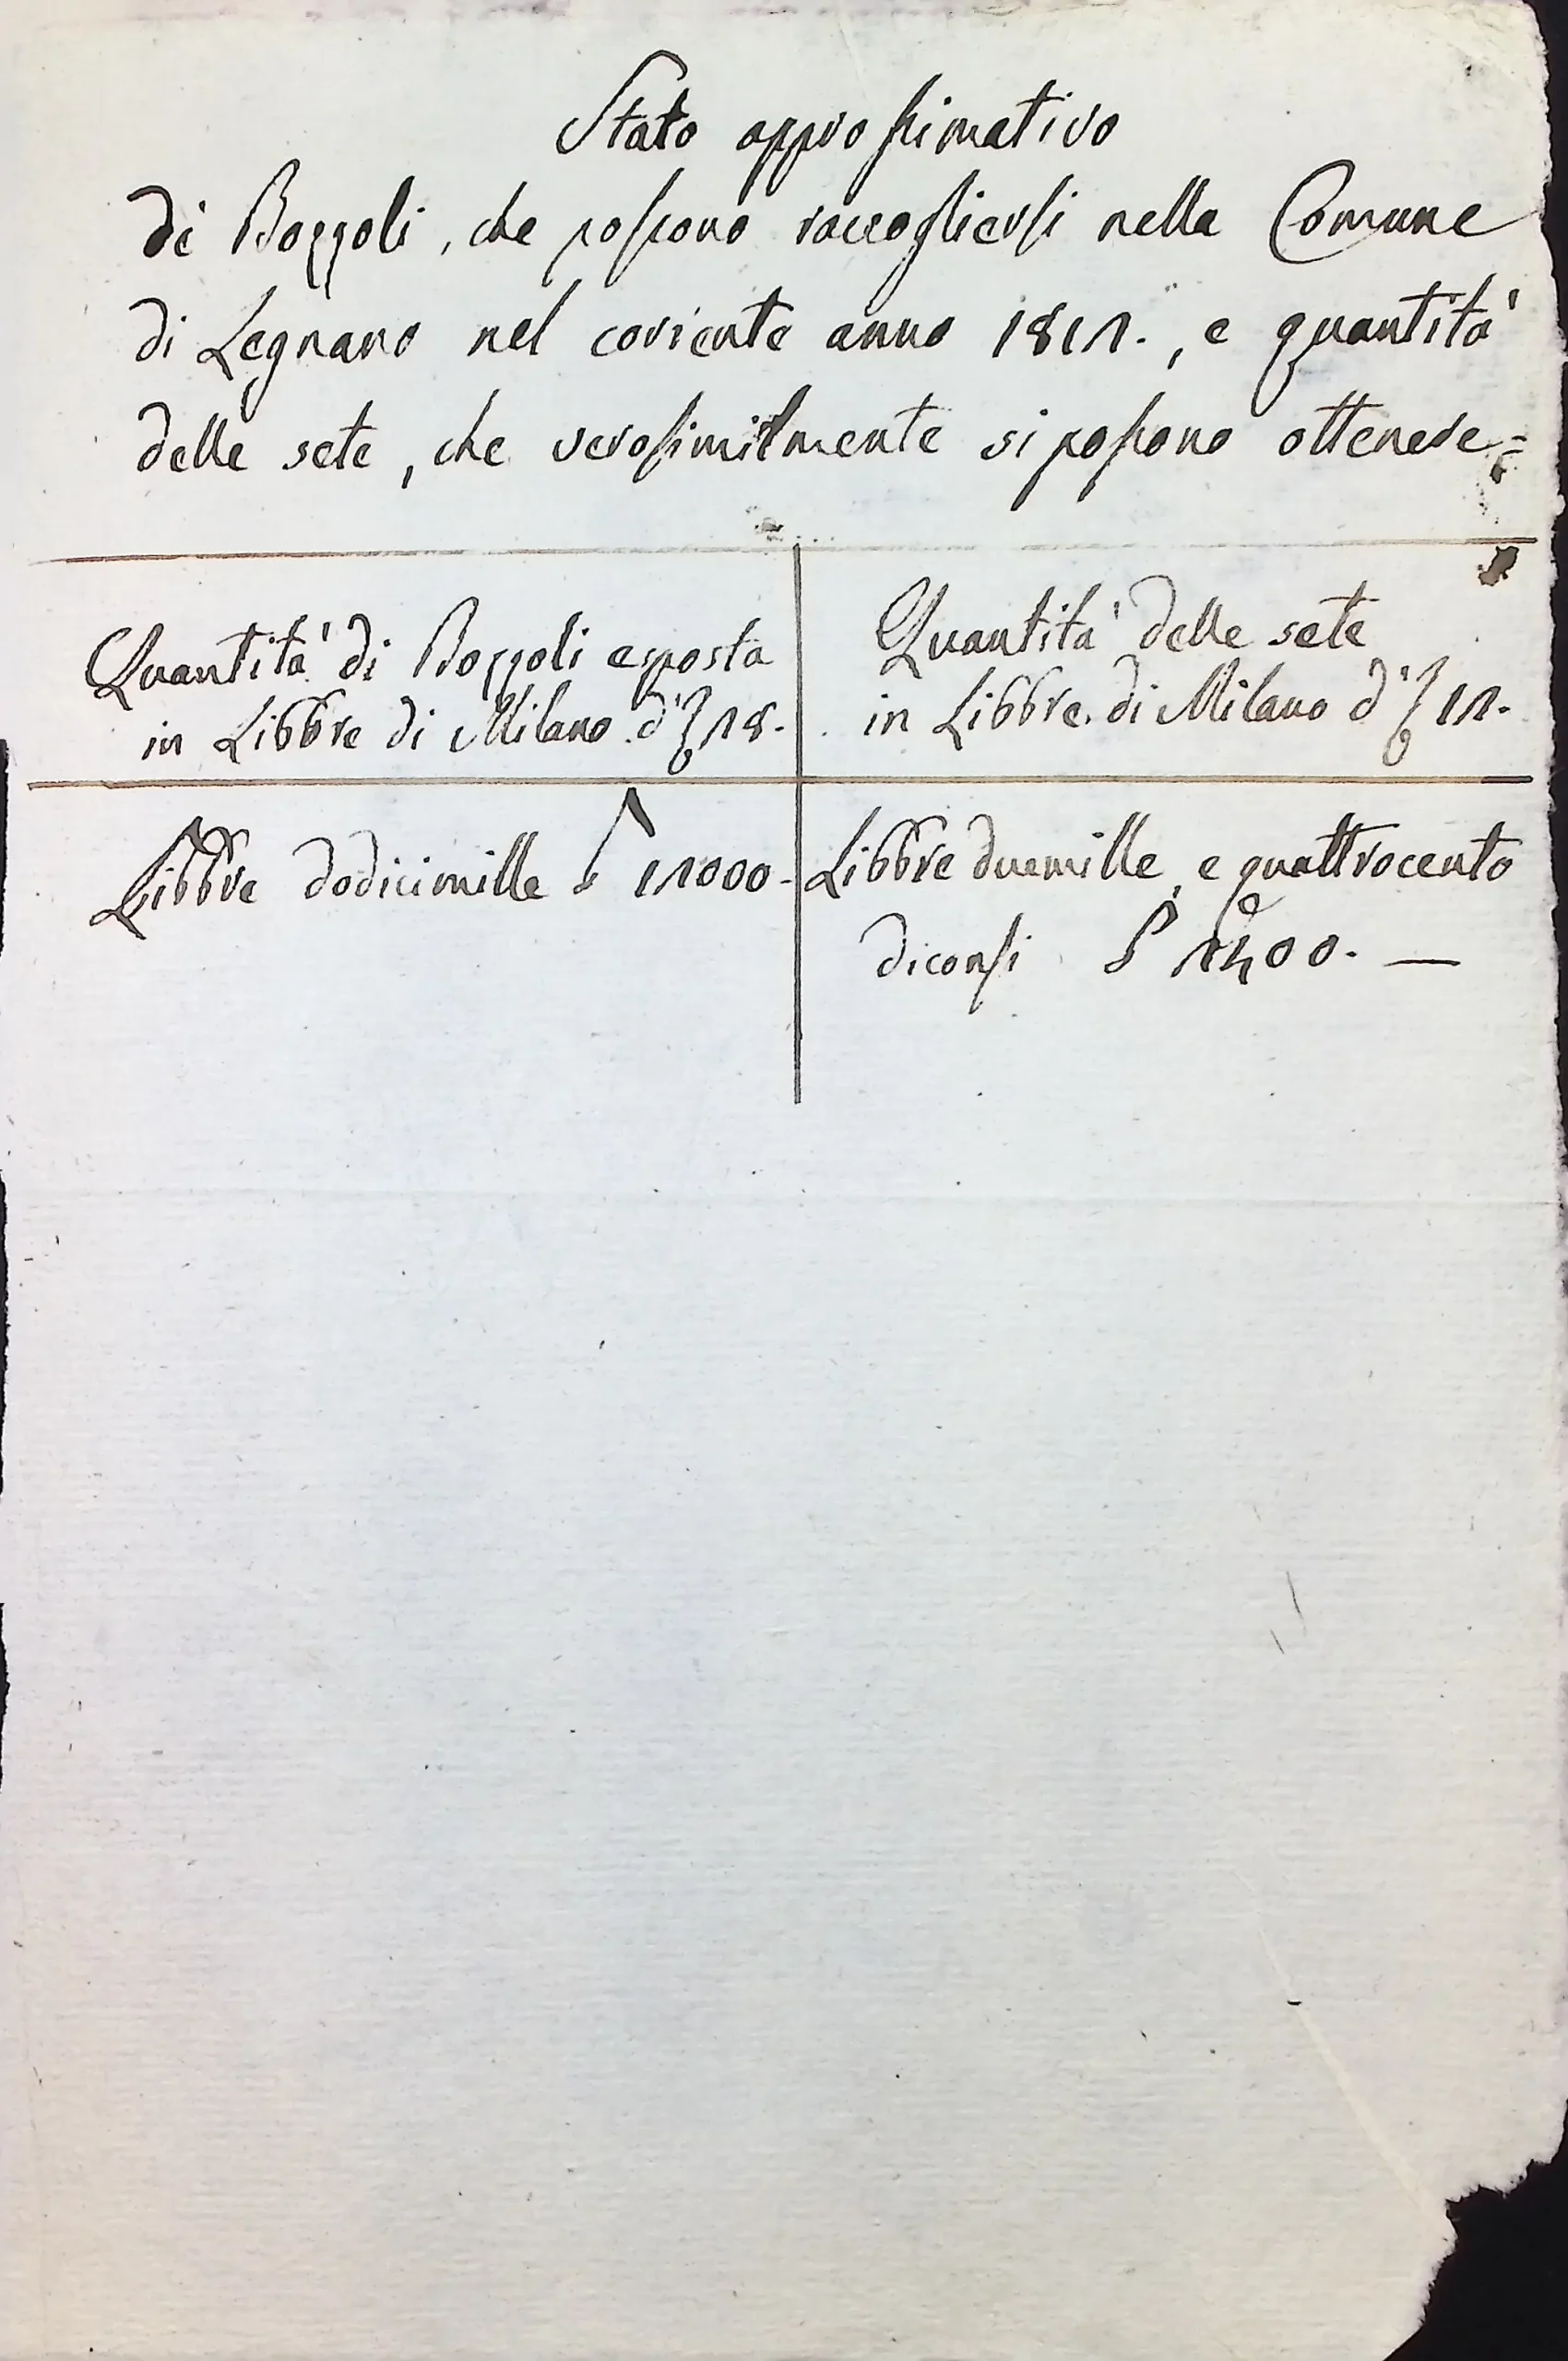 Stato approssimativo
di Bozzoli, che possono raccogliersi nella Comune
di Legnano nel corrente anno 1812., e quantità
delle sete, che verosimilmente si possono ottenere=
Quantità di Bozzoli esposta
in Libbre di Milano d'℥ 28.
Quantità delle sete
in Libbre di Milano d'℥ 12.
Libbre dodicimille 12000.
Libbre duemille, e quattrocento
diconsi 2400. —